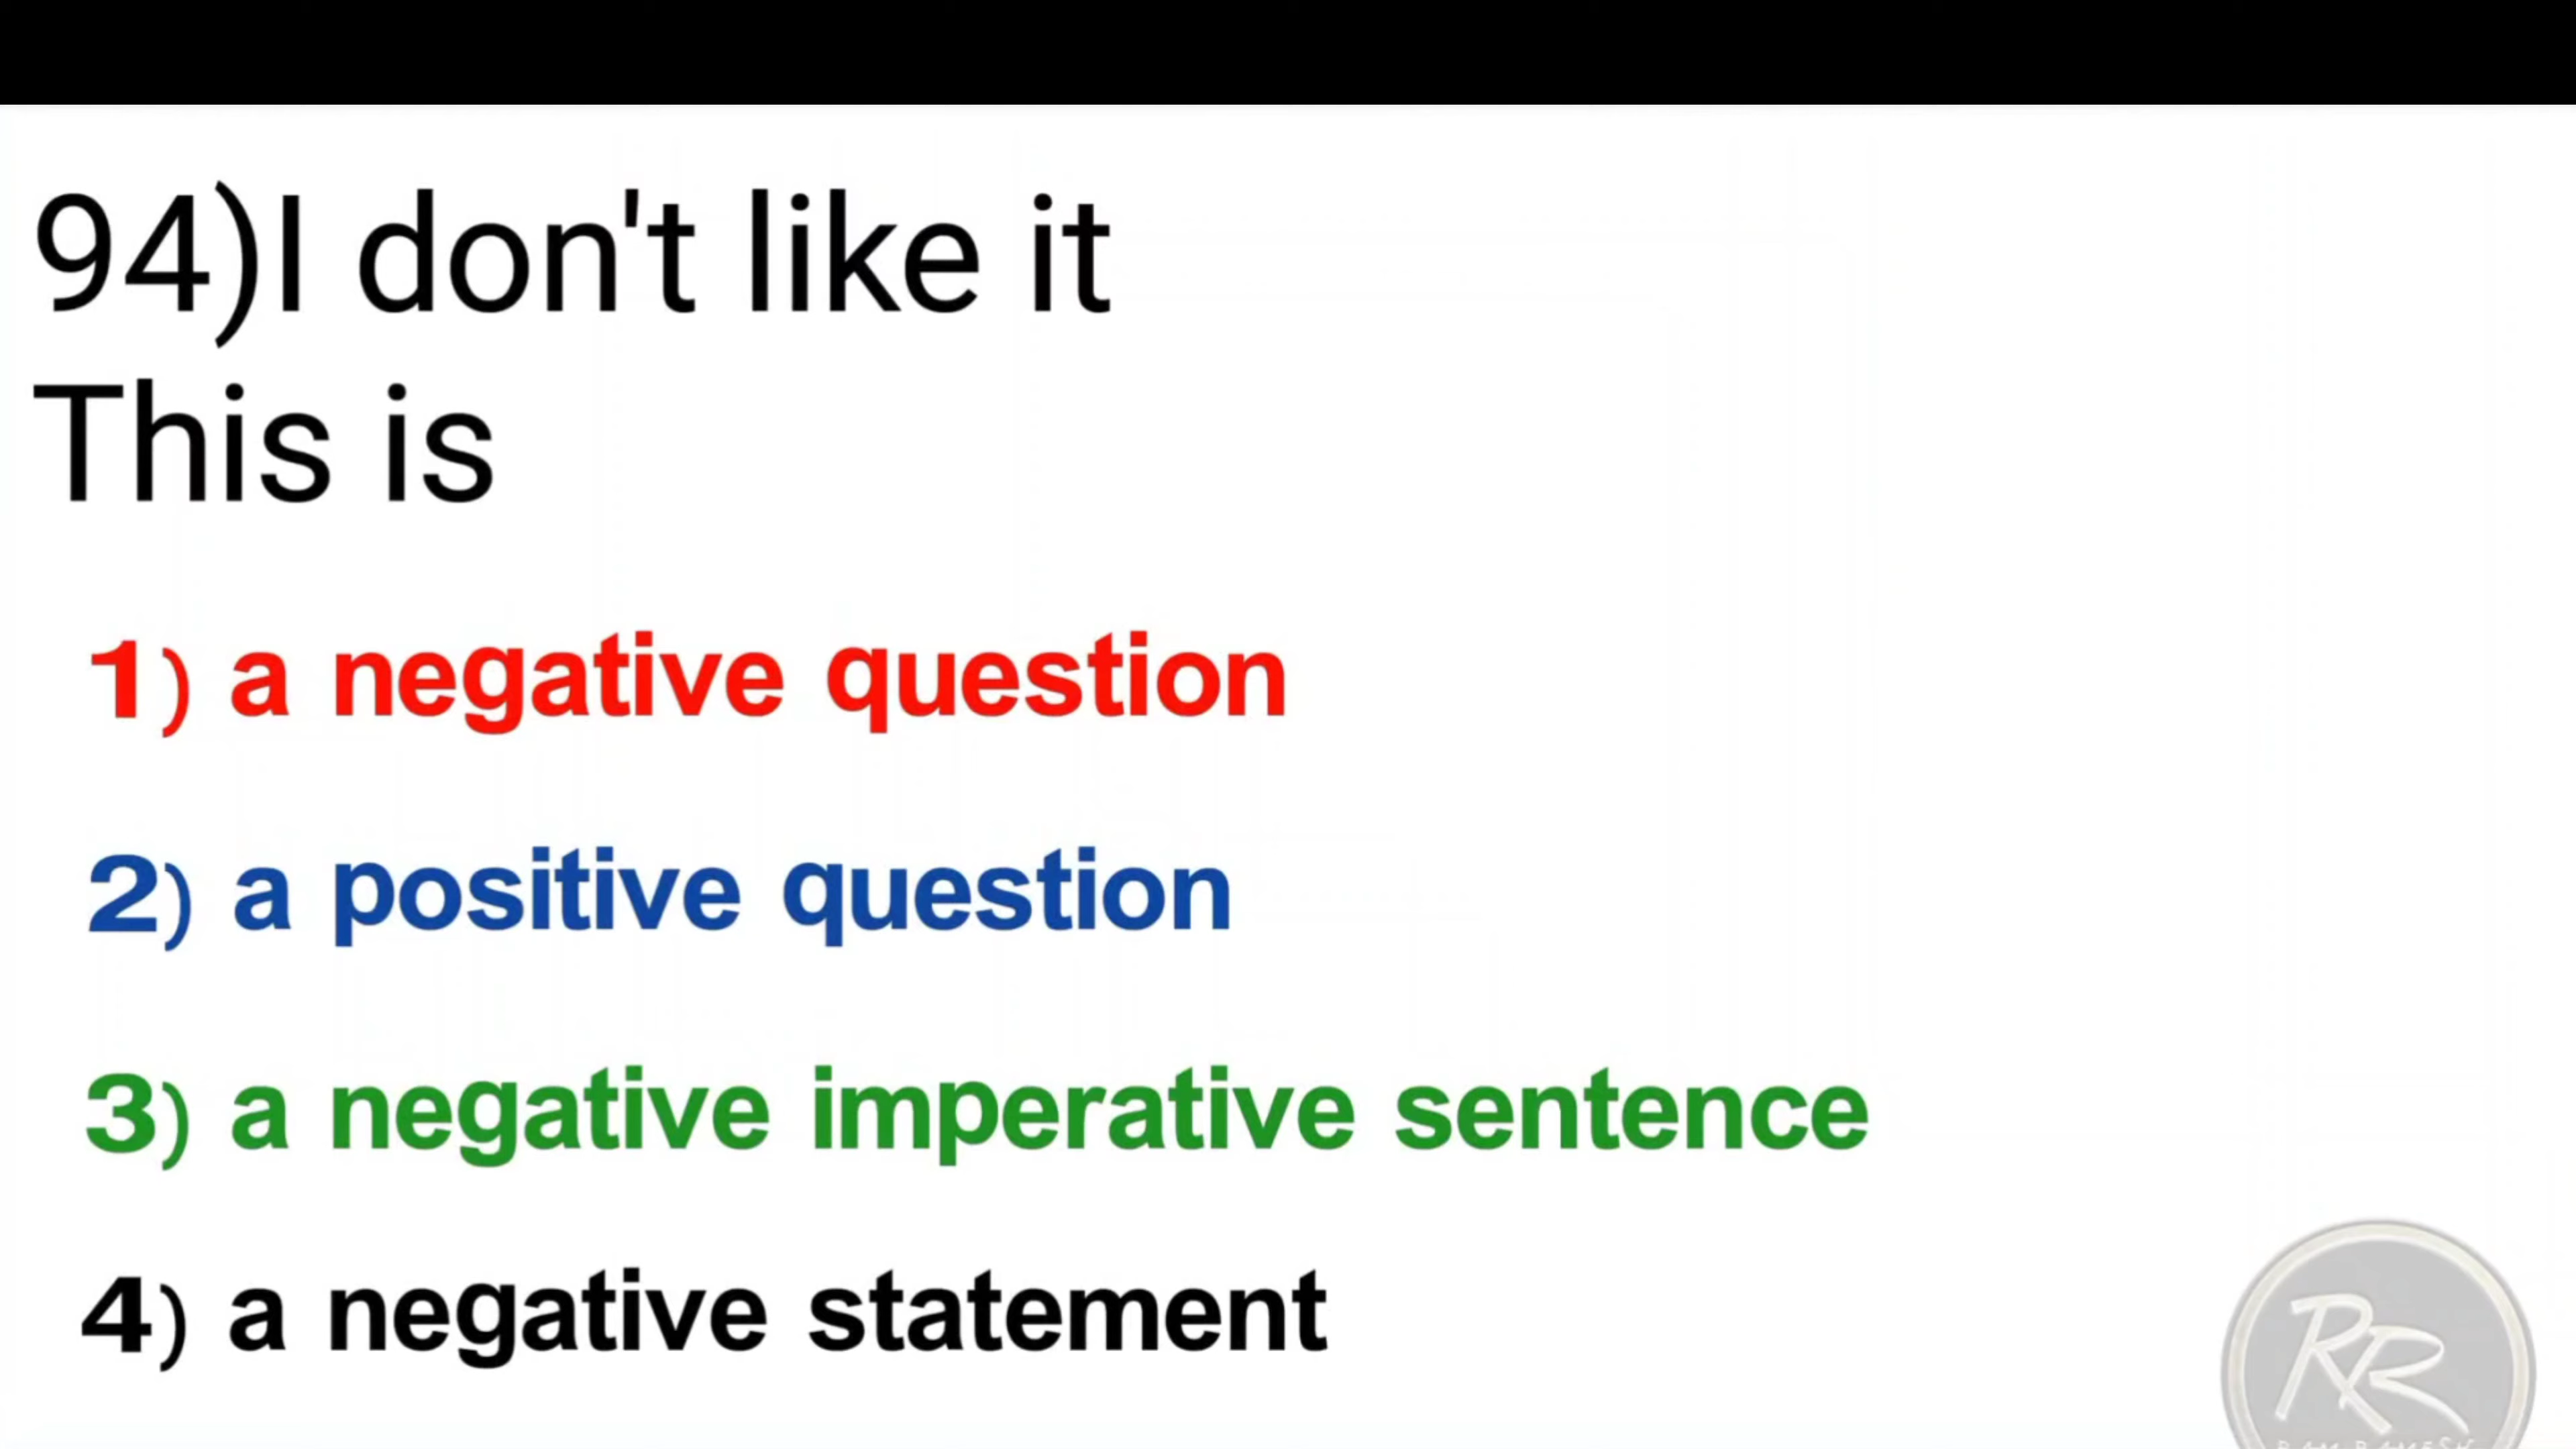 94)I don't like it
This is
1) a negative question
2) a positive question
3) a negative imperative sentence
4) a negative statement
RR